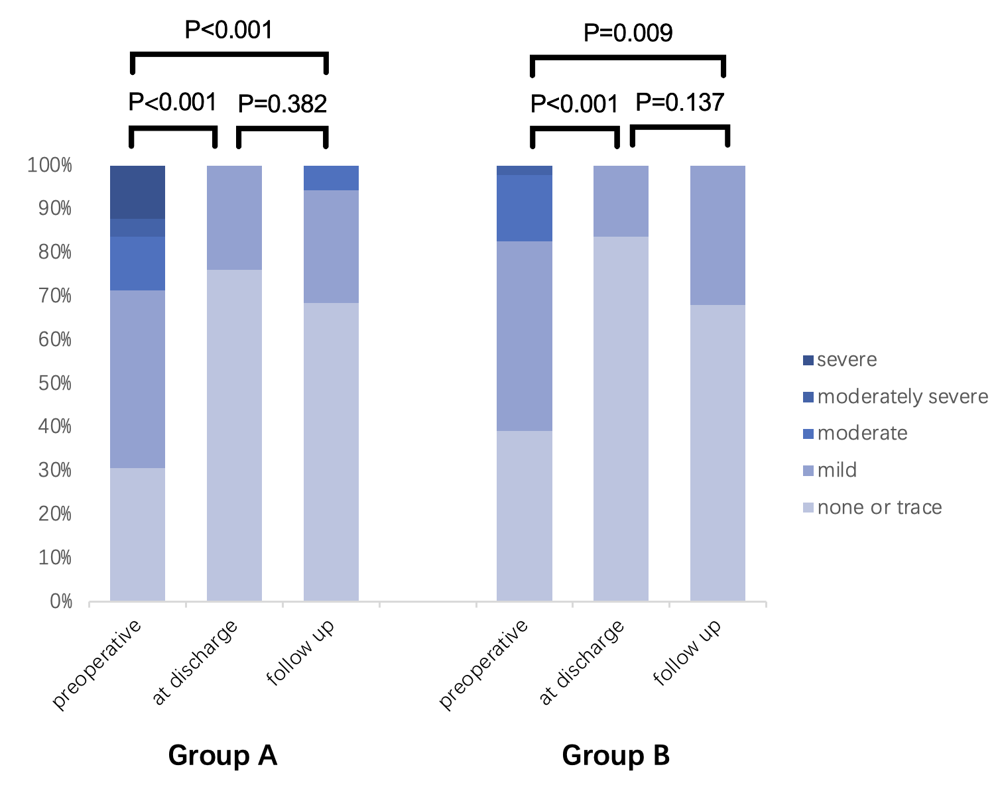 P<0.001
P=0.009
P<0.001
P=0.382
P<0.001
P=0.137
100%
90%
80%
70%
60%
50%
40%
30%
20%
10%
0%
severe
moderately severe
moderate
mild
none or trace
preoperative
at discharge
follow up
preoperative
at discharge
follow up
Group A
Group B